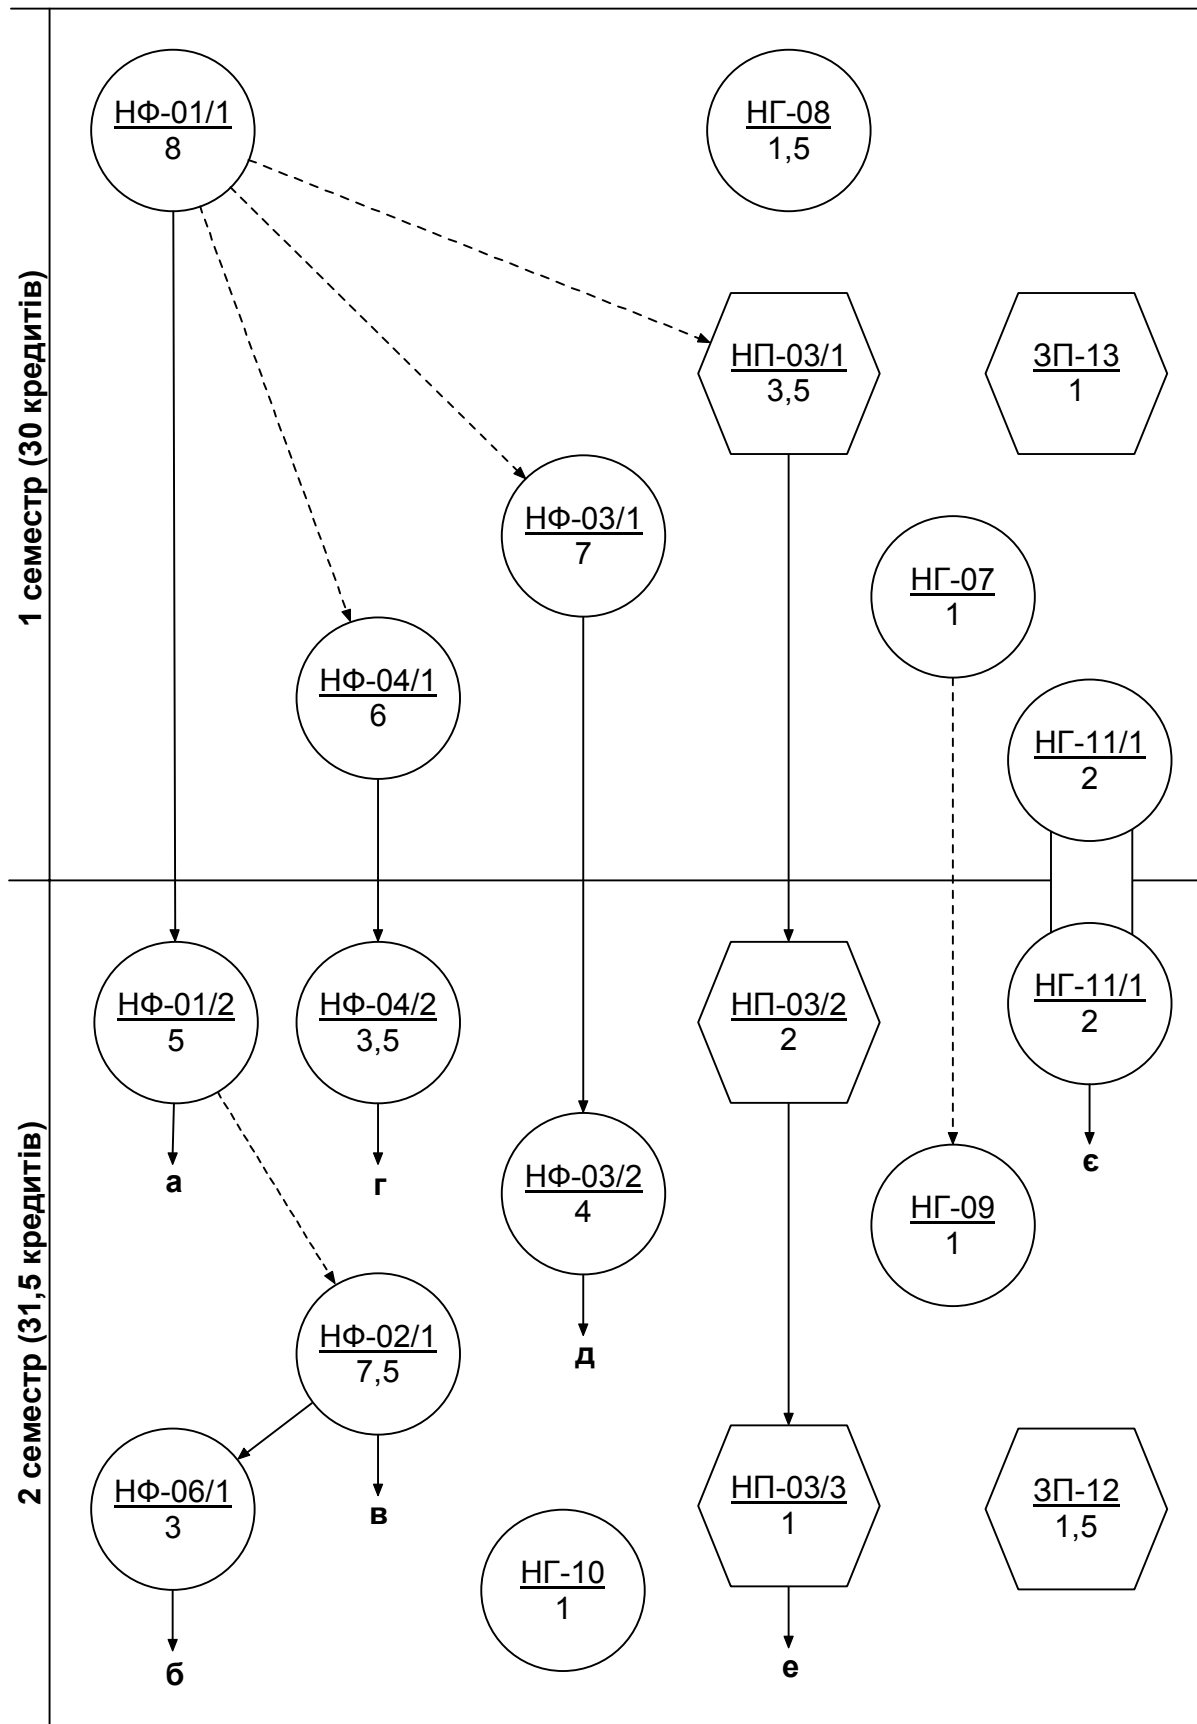 1 семестр (30 кредитів)
НФ-01/1
8
НГ-08
1,5
НП-03/1
3,5
ЗП-13
1
НФ-03/1
7
НГ-07
1
НФ-04/1
6
НГ-11/1
2
2 семестр (31,5 кредитів)
НФ-01/2
5
НФ-04/2
3,5
НП-03/2
2
НГ-11/1
2
а
г
є
НФ-03/2
4
НГ-09
1
НФ-02/1
7,5
д
НФ-06/1
3
в
НП-03/3
1
ЗП-12
1,5
НГ-10
1
б
е